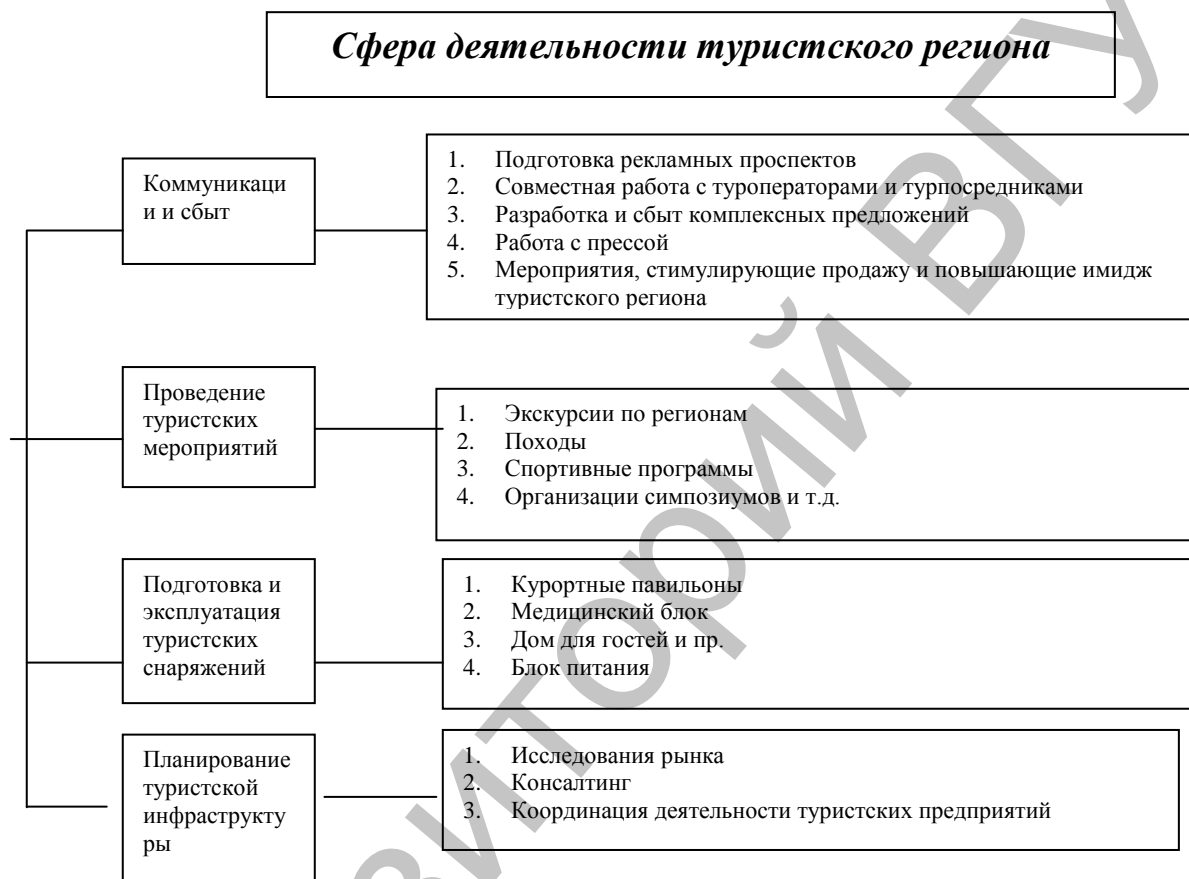 Сфера деятельности туристского региона
Коммуникаци
и и сбыт
1. Подготовка рекламных проспектов
2. Совместная работа с туроператорами и турпосредниками
3. Разработка и сбыт комплексных предложений
4. Работа с прессой
5. Мероприятия, стимулирующие продажу и повышающие имидж
туристского региона
Проведение
туристских
мероприятий
1. Экскурсии по регионам
2. Походы
3. Спортивные программы
4. Организации симпозиумов и т.д.
Подготовка и
эксплуатация
туристских
снаряжений
1. Курортные павильоны
2. Медицинский блок
3. Дом для гостей и пр.
4. Блок питания
Планирование
туристской
инфраструкту
ры
1. Исследования рынка
2. Консалтинг
3. Координация деятельности туристских предприятий
зиторий ВГУ